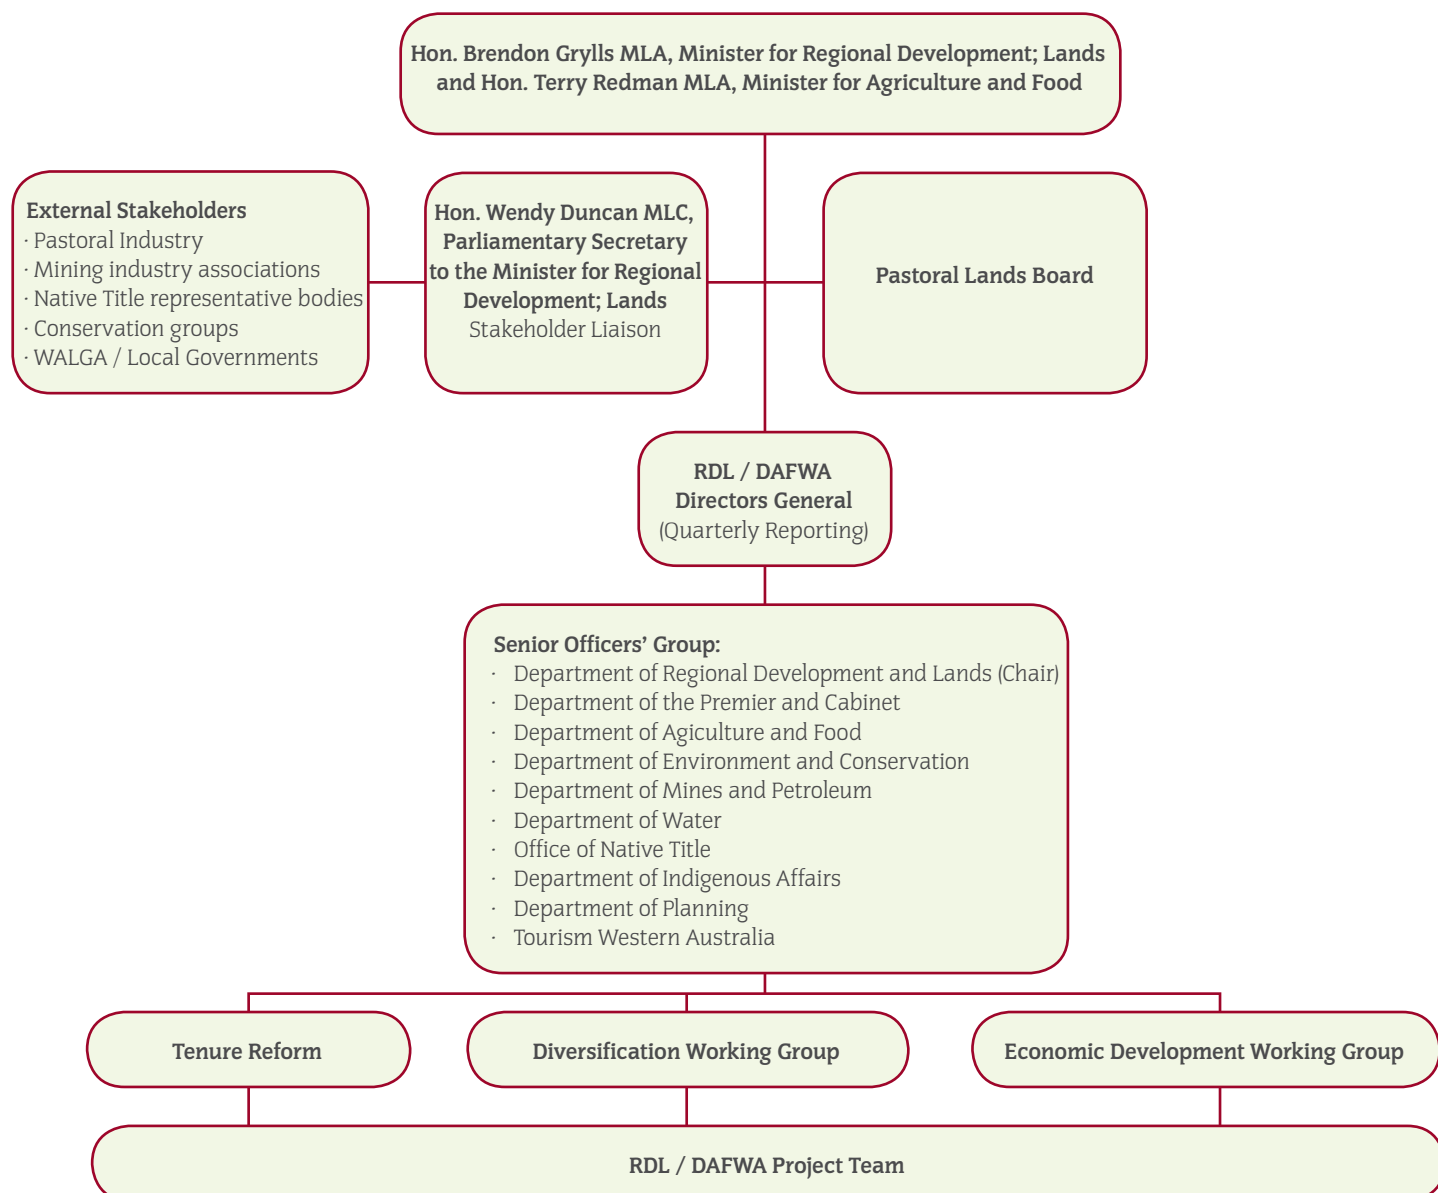 Hon. Brendon Grylls MLA, Minister for Regional Development; Lands
and Hon. Terry Redman MLA, Minister for Agriculture and Food
External Stakeholders
· Pastoral Industry
· Mining industry associations
· Native Title representative bodies
· Conservation groups
· WALGA / Local Governments
Hon. Wendy Duncan MLC,
Parliamentary Secretary
to the Minister for Regional
Development; Lands
Stakeholder Liaison
Pastoral Lands Board
RDL / DAFWA
Directors General
(Quarterly Reporting)
Senior Officers’ Group:
· Department of Regional Development and Lands (Chair)
· Department of the Premier and Cabinet
· Department of Agiculture and Food
· Department of Environment and Conservation
· Department of Mines and Petroleum
· Department of Water
· Office of Native Title
· Department of Indigenous Affairs
· Department of Planning
· Tourism Western Australia
Tenure Reform
Diversification Working Group
Economic Development Working Group
RDL / DAFWA Project Team